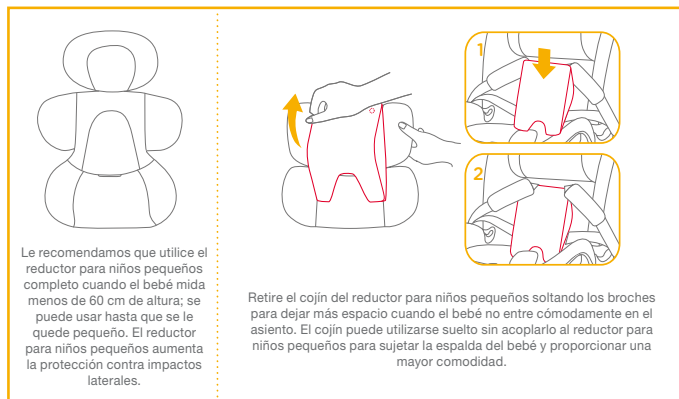 Le recomendamos que utilice el
reductor para niños pequeños
completo cuando el bebé mida
menos de 60 cm de altura; se
puede usar hasta que se le
quede pequeño. El reductor
para niños pequeños aumenta
la protección contra impactos
laterales.
1
2
Retire el cojín del reductor para niños pequeños soltando los broches
para dejar más espacio cuando el bebé no entre cómodamente en el
asiento. El cojín puede utilizarse suelto sin acoplarlo al reductor para
niños pequeños para sujetar la espalda del bebé y proporcionar una
mayor comodidad.